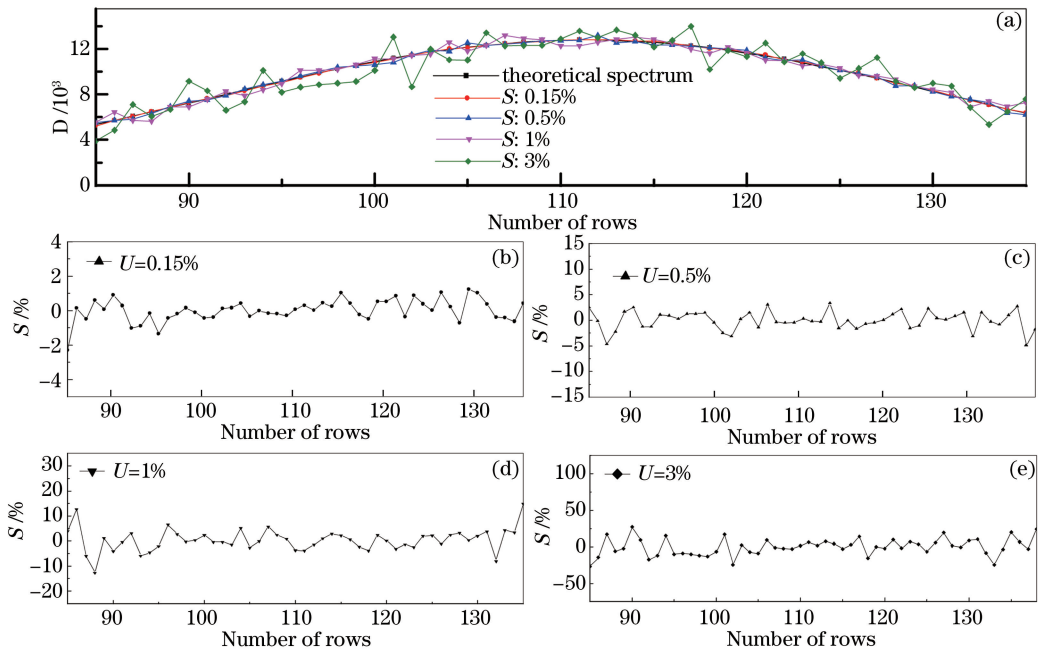 (a)
D /10³
12
8
4
0
theoretical spectrum
S: 0.15%
S: 0.5%
S: 1%
S: 3%
90 100 110 120 130
Number of rows
(b)
U=0.15%
S /%
4
2
0
−2
−4
90 100 110 120 130
Number of rows
(c)
U=0.5%
S /%
15
10
5
0
−5
−10
−15
90 100 110 120 130
Number of rows
(d)
U=1%
S /%
30
20
10
0
−10
−20
90 100 110 120 130
Number of rows
(e)
U=3%
S /%
100
50
25
0
−50
90 100 110 120 130
Number of rows